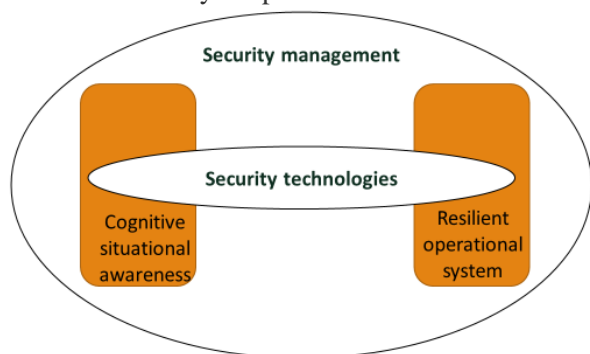 Security management
Security technologies
Cognitive
situational
awareness
Resilient
operational
system